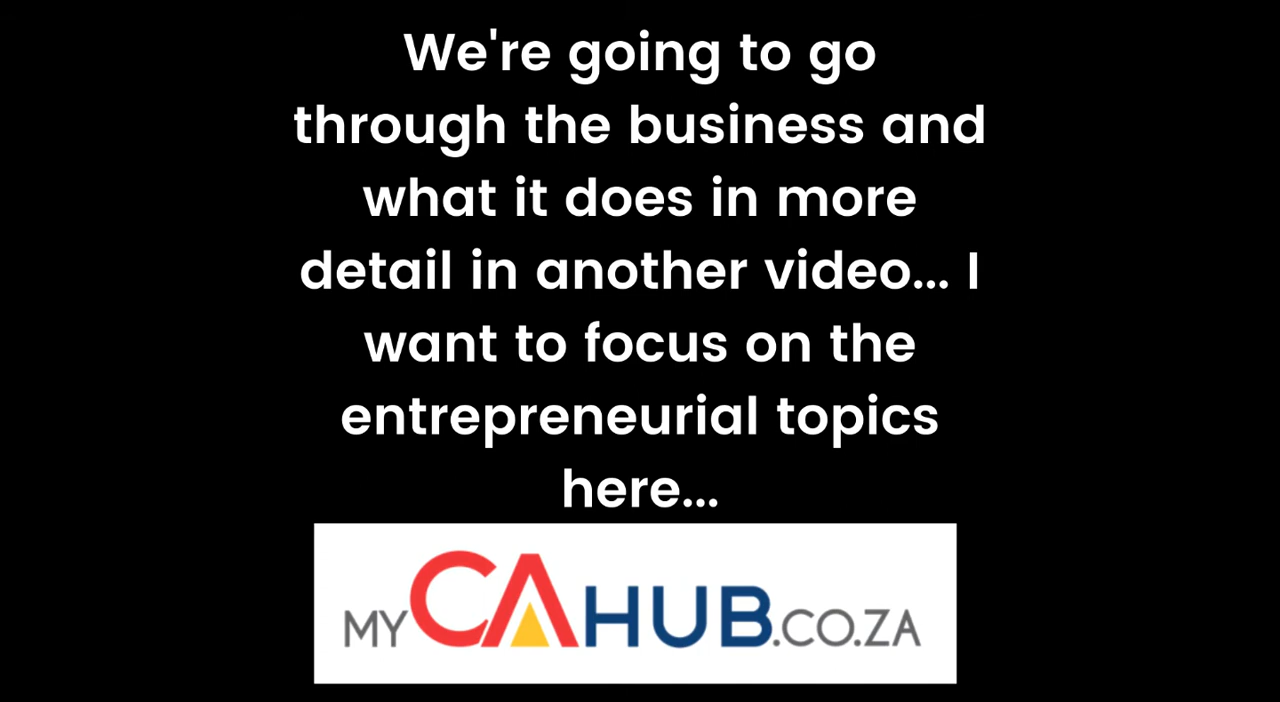 We're going to go
through the business and
what it does in more
detail in another video... I
want to focus on the
entrepreneurial topics
here...
MYCAHUB.CO.ZA